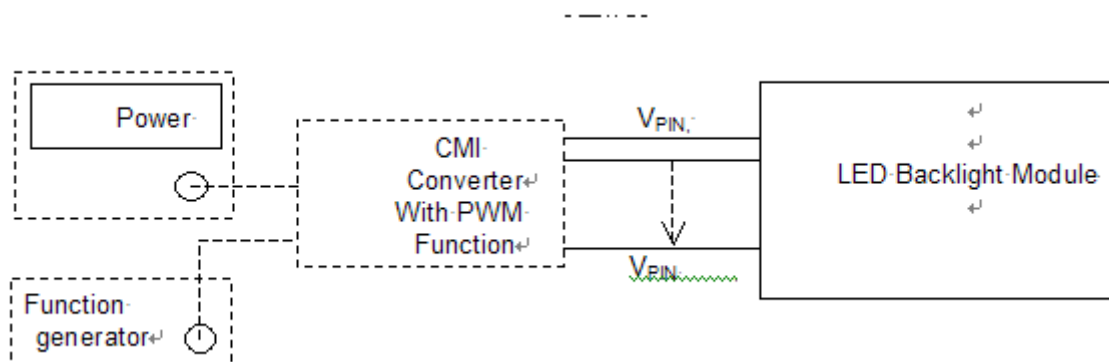 Power
V_PIN,
CMI
Converter
With PWM
Function
LED Backlight Module
V_PIN
Function
generator